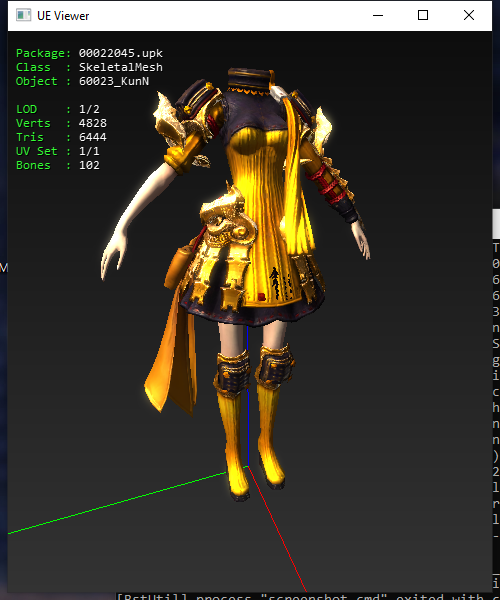 UE Viewer
Package: 00022045.upk
Class : SkeletalMesh
Object : 60023_KunN
LOD : 1/2
Verts : 4828
Tris : 6444
UV Set : 1/1
Bones : 102
[BstUtil] process "screenshot.cmd" exited with c